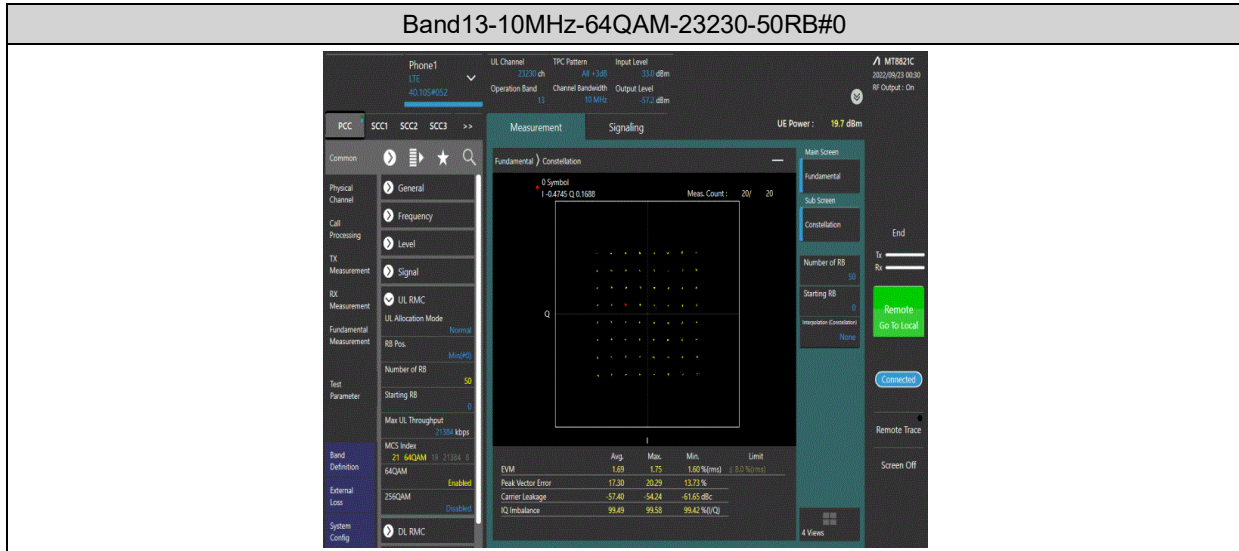 Band13-10MHz-64QAM-23230-50RB#0
Phone1
LTE
40.10S#052
UL Channel TPC Pattern Input Level
23230 ch All +3dB 33.0 dBm
Operation Band Channel Bandwidth Output Level
13 10 MHz -57.2 dBm
MT8821C
2022/09/23 00:30
RF Output : On
PCC SCC1 SCC2 SCC3 >>
Measurement Signaling
UE Power : 19.7 dBm
Common
Physical
Channel
Call
Processing
TX
Measurement
RX
Measurement
Fundamental
Measurement
Test
Parameter
Band
Definition
External
Loss
System
Config
General
Frequency
Level
Signal
UL RMC
UL Allocation Mode
Normal
RB Pos.
Min(#0)
Number of RB
50
Starting RB
0
Max UL Throughput
21384 kbps
MCS Index
21 64QAM 19 21384 8
64QAM
Enabled
256QAM
Disabled
DL RMC
Fundamental ) Constellation
0 Symbol
I -0.4745 Q 0.1688
Meas. Count : 20/ 20
Q
I
Avg. Max. Min. Limit
EVM 1.69 1.75 1.60 %(rms) ≤ 8.0 %(rms)
Peak Vector Error 17.30 20.29 13.73 %
Carrier Leakage -57.40 -54.24 -61.65 dBc
IQ Imbalance 99.49 99.58 99.42 %(I/Q)
Main Screen
Fundamental
Sub Screen
Constellation
Number of RB
50
Starting RB
0
Interpolation (Constellation)
None
4 Views
End
Tx
Rx
Remote
Go To Local
Connected
Remote Trace
Screen Off